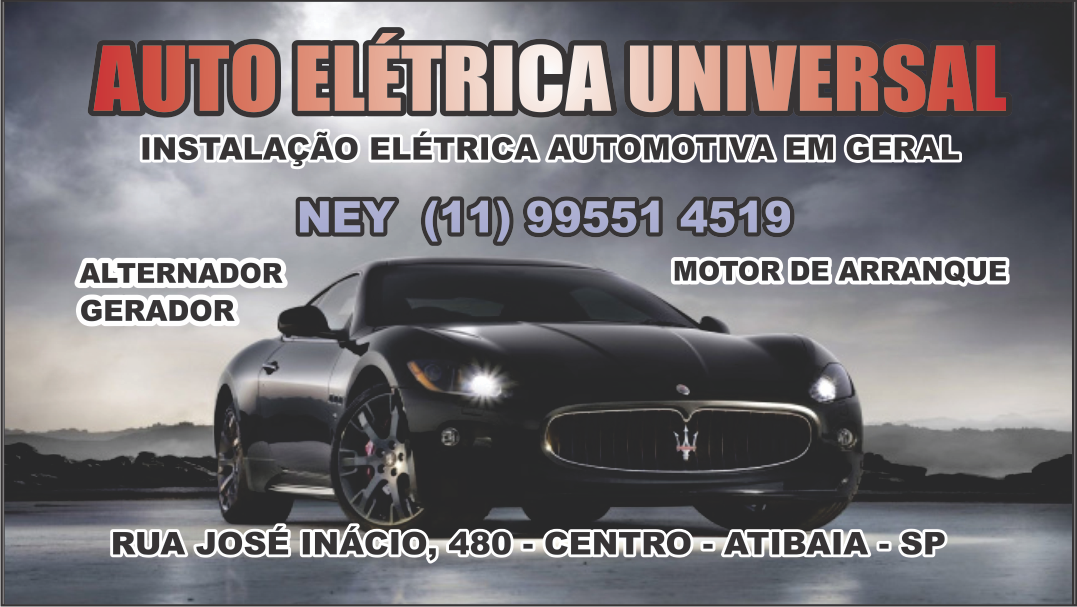 AUTO ELÉTRICA UNIVERSAL
INSTALAÇÃO ELÉTRICA AUTOMOTIVA EM GERAL
NEY (11) 99551 4519
ALTERNADOR
GERADOR
MOTOR DE ARRANQUE
RUA JOSÉ INÁCIO, 480 - CENTRO - ATIBAIA - SP